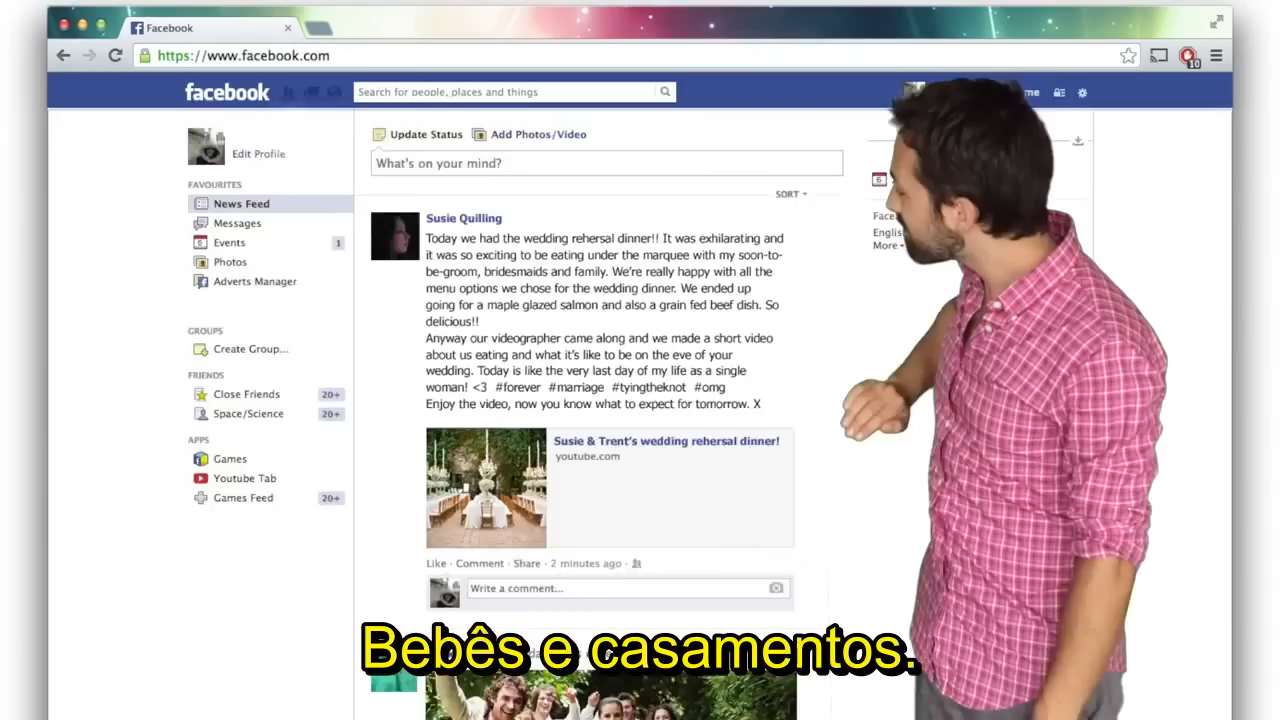 Facebook
https://www.facebook.com
10
facebook
Search for people, places and things
me
Edit Profile
FAVOURITES
News Feed
Messages
Events 1
Photos
Adverts Manager
GROUPS
Create Group...
FRIENDS
Close Friends 20+
Space/Science 20+
APPS
Games
Youtube Tab
Games Feed 20+
Update Status Add Photos/Video
What's on your mind?
SORT
Susie Quilling
Today we had the wedding rehersal dinner!! It was exhilarating and
it was so exciting to be eating under the marquee with my soon-to-
be-groom, bridesmaids and family. We're really happy with all the
menu options we chose for the wedding dinner. We ended up
going for a maple glazed salmon and also a grain fed beef dish. So
delicious!!
Anyway our videographer came along and we made a short video
about us eating and what it's like to be on the eve of your
wedding. Today is like the very last day of my life as a single
woman! <3 #forever #marriage #tyingtheknot #omg
Enjoy the video, now you know what to expect for tomorrow. X
Susie & Trent's wedding rehersal dinner!
youtube.com
Like · Comment · Share · 2 minutes ago ·
Write a comment...
6
Face
English
More
Bebês e casamentos.